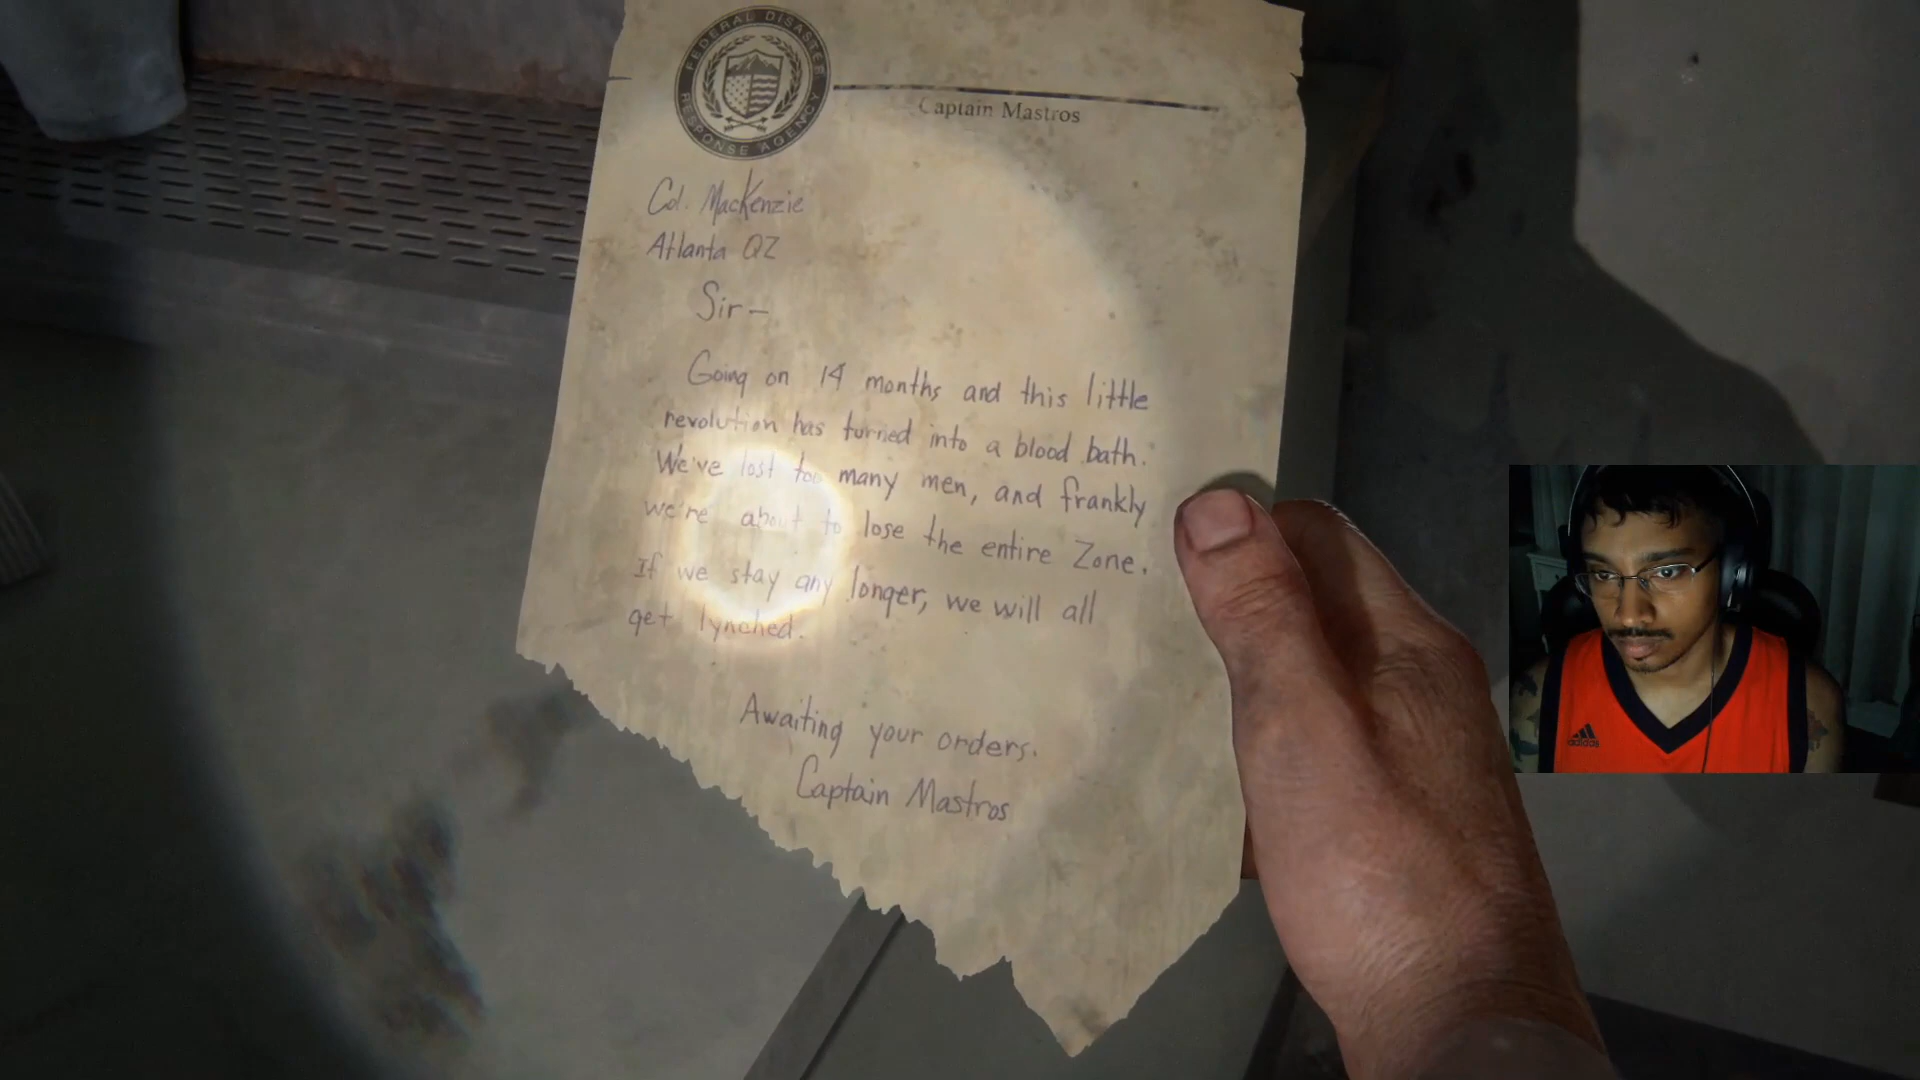 FEDERAL DISASTER RESPONSE AGENCY
Captain Mastros
Col. MacKenzie
Atlanta QZ
Sir—
Going on 14 months and this little
revolution has turned into a blood bath.
We've lost too many men, and frankly
we're about to lose the entire Zone.
If we stay any longer, we will all
get lynched.
Awaiting your orders.
Captain Mastros
adidas